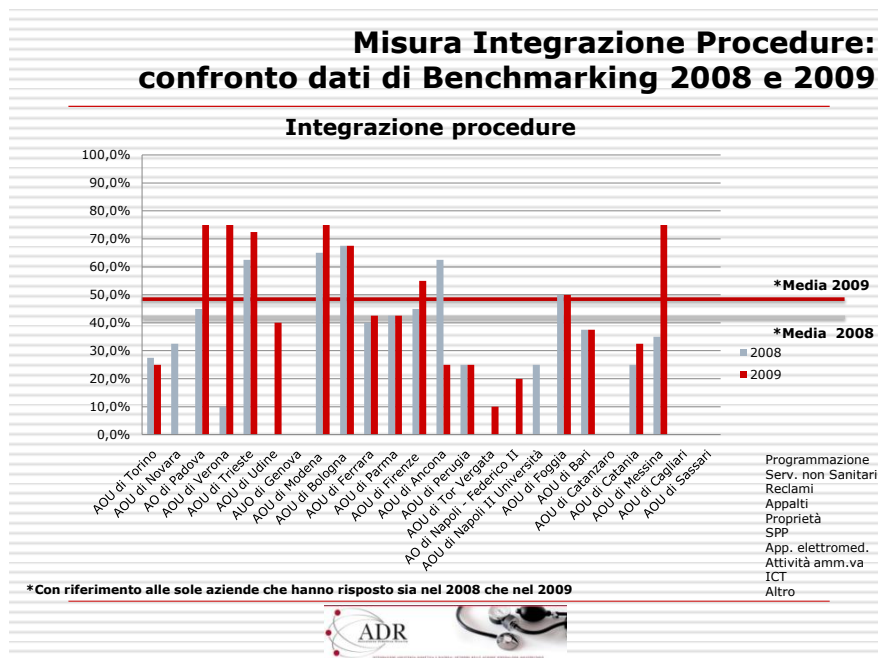 Misura Integrazione Procedure:
confronto dati di Benchmarking 2008 e 2009
Integrazione procedure
100,0%
90,0%
80,0%
70,0%
60,0%
50,0%
40,0%
30,0%
20,0%
10,0%
0,0%
*Media 2009
*Media 2008
2008
2009
AOU di Torino
AOU di Novara
AO di Padova
AOU di Verona
AOU di Trieste
AOU di Udine
AUO di Genova
AOU di Modena
AOU di Bologna
AOU di Ferrara
AOU di Parma
AOU di Firenze
AOU di Ancona
AOU di Perugia
AOU di Tor Vergata
AO di Napoli - Federico II
AOU di Napoli II Università
AOU di Foggia
AOU di Bari
AOU di Catanzaro
AOU di Catania
AOU di Messina
AOU di Cagliari
AOU di Sassari
Programmazione
Serv. non Sanitari
Reclami
Appalti
Proprietà
SPP
App. elettromed.
Attività amm.va
ICT
Altro
*Con riferimento alle sole aziende che hanno risposto sia nel 2008 che nel 2009
ADR